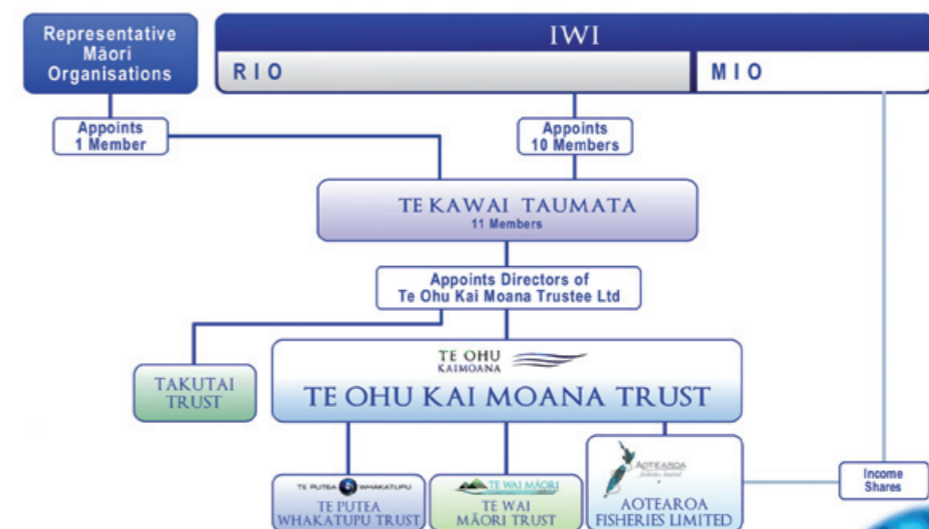 Representative
Māori
Organisations
IWI
RIO
MIO
Appoints
1 Member
Appoints
10 Members
TE KAWAI TAUMATA
11 Members
Appoints Directors of
Te Ohu Kai Moana Trustee Ltd
TAKUTAI
TRUST
TE OHU
KAIMOANA
TE OHU KAI MOANA TRUST
TE PUTEA WHAKATUPU
TE PUTEA
WHAKATUPU TRUST
TE WAI MĀORI
TE WAI
MĀORI TRUST
AOTEAROA
fisheries limited
AOTEAROA
FISHERIES LIMITED
Income
Shares